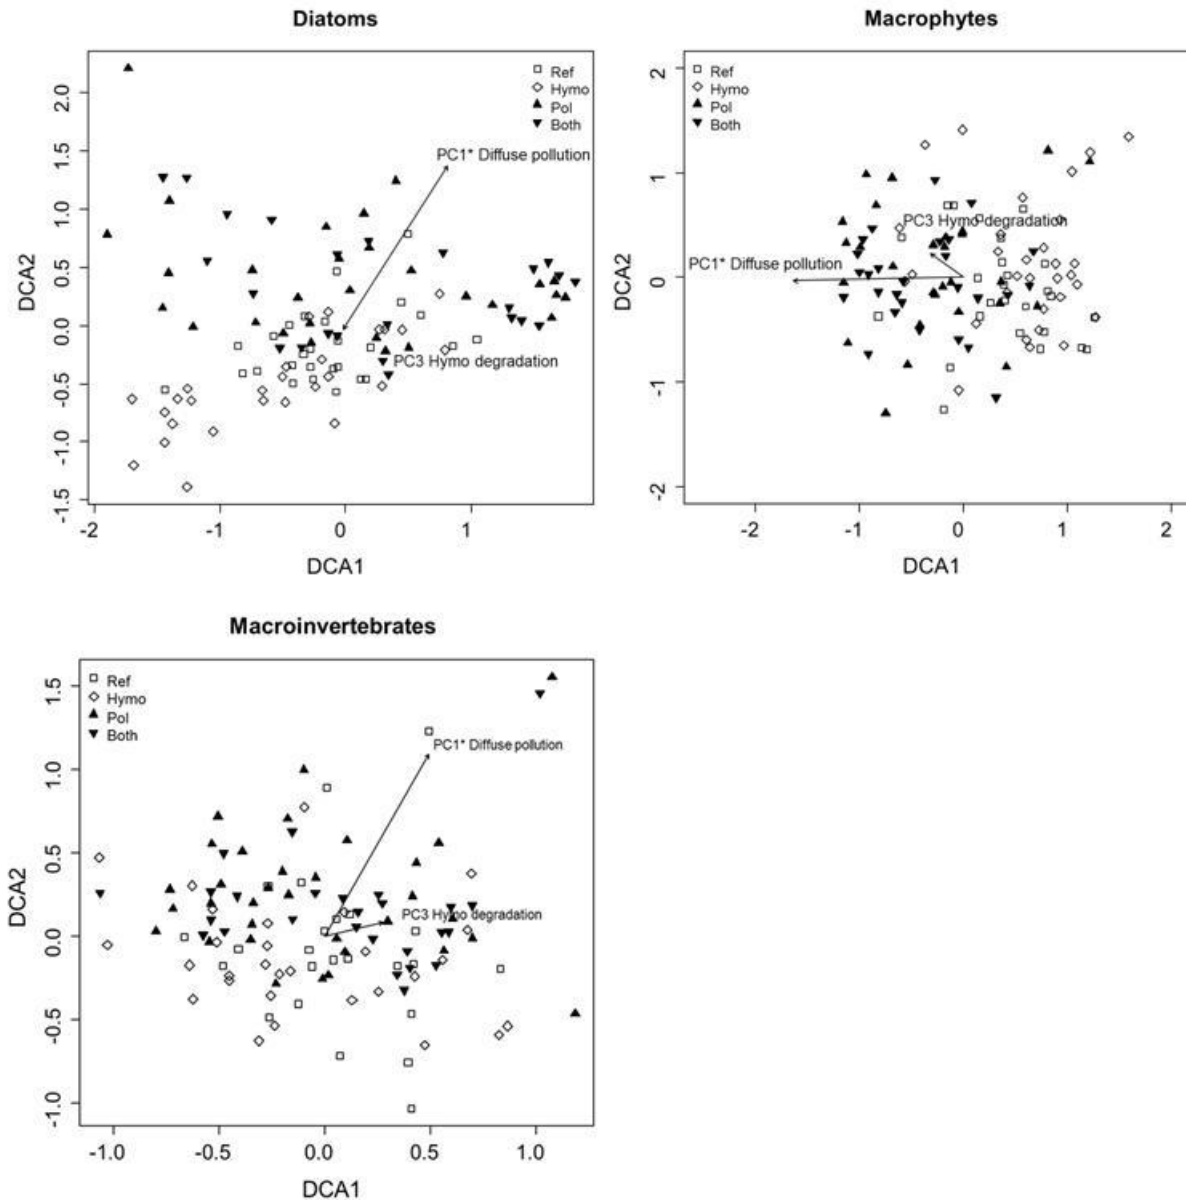 Diatoms
2.0
1.5
1.0
0.5
0.0
-0.5
-1.0
-1.5
DCA2
Ref
Hymo
Pol
Both
PC1* Diffuse pollution
PC3 Hymo degradation
-2
-1
0
1
DCA1
Macrophytes
2
1
0
-1
-2
DCA2
Ref
Hymo
Pol
Both
PC3 Hymo degradation
PC1* Diffuse pollution
-2
-1
0
1
2
DCA1
Macroinvertebrates
1.5
1.0
0.5
0.0
-0.5
-1.0
DCA2
Ref
Hymo
Pol
Both
PC1* Diffuse pollution
PC3 Hymo degradation
-1.0
-0.5
0.0
0.5
1.0
DCA1